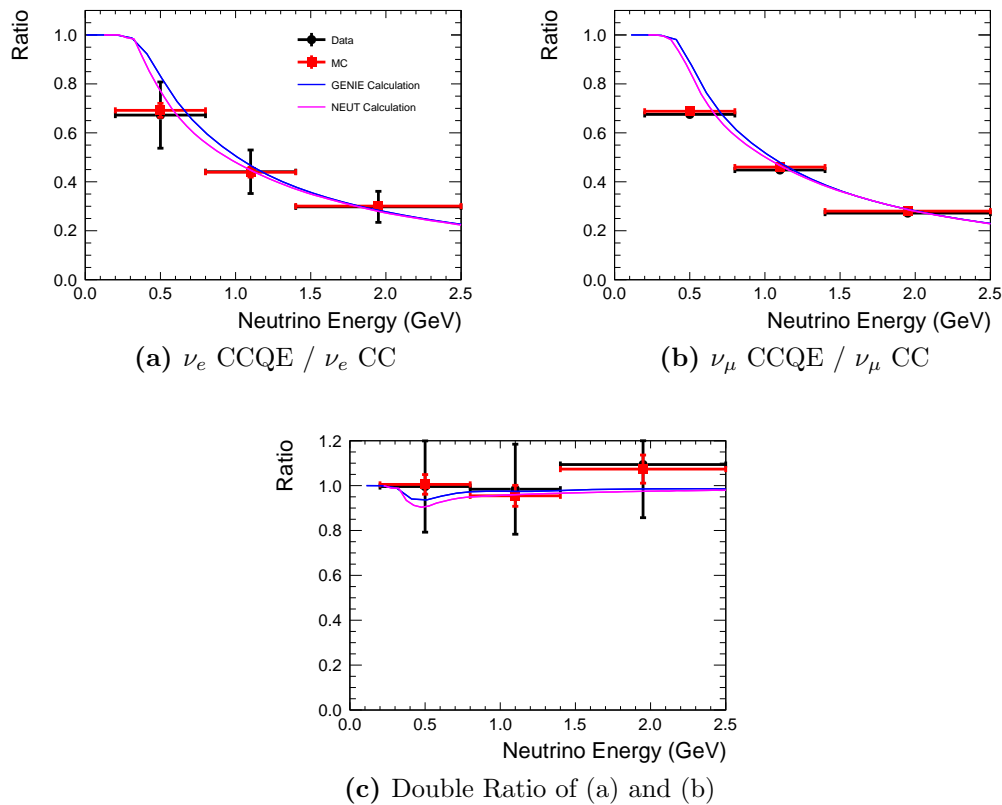 Ratio
1.0
0.8
0.6
0.4
0.2
0.0
Data
MC
GENIE Calculation
NEUT Calculation
0.0 0.5 1.0 1.5 2.0 2.5
Neutrino Energy (GeV)
(a) ν_e CCQE / ν_e CC
Ratio
1.0
0.8
0.6
0.4
0.2
0.0
0.0 0.5 1.0 1.5 2.0 2.5
Neutrino Energy (GeV)
(b) ν_μ CCQE / ν_μ CC
Ratio
1.2
1.0
0.8
0.6
0.4
0.2
0.0
0.0 0.5 1.0 1.5 2.0 2.5
Neutrino Energy (GeV)
(c) Double Ratio of (a) and (b)